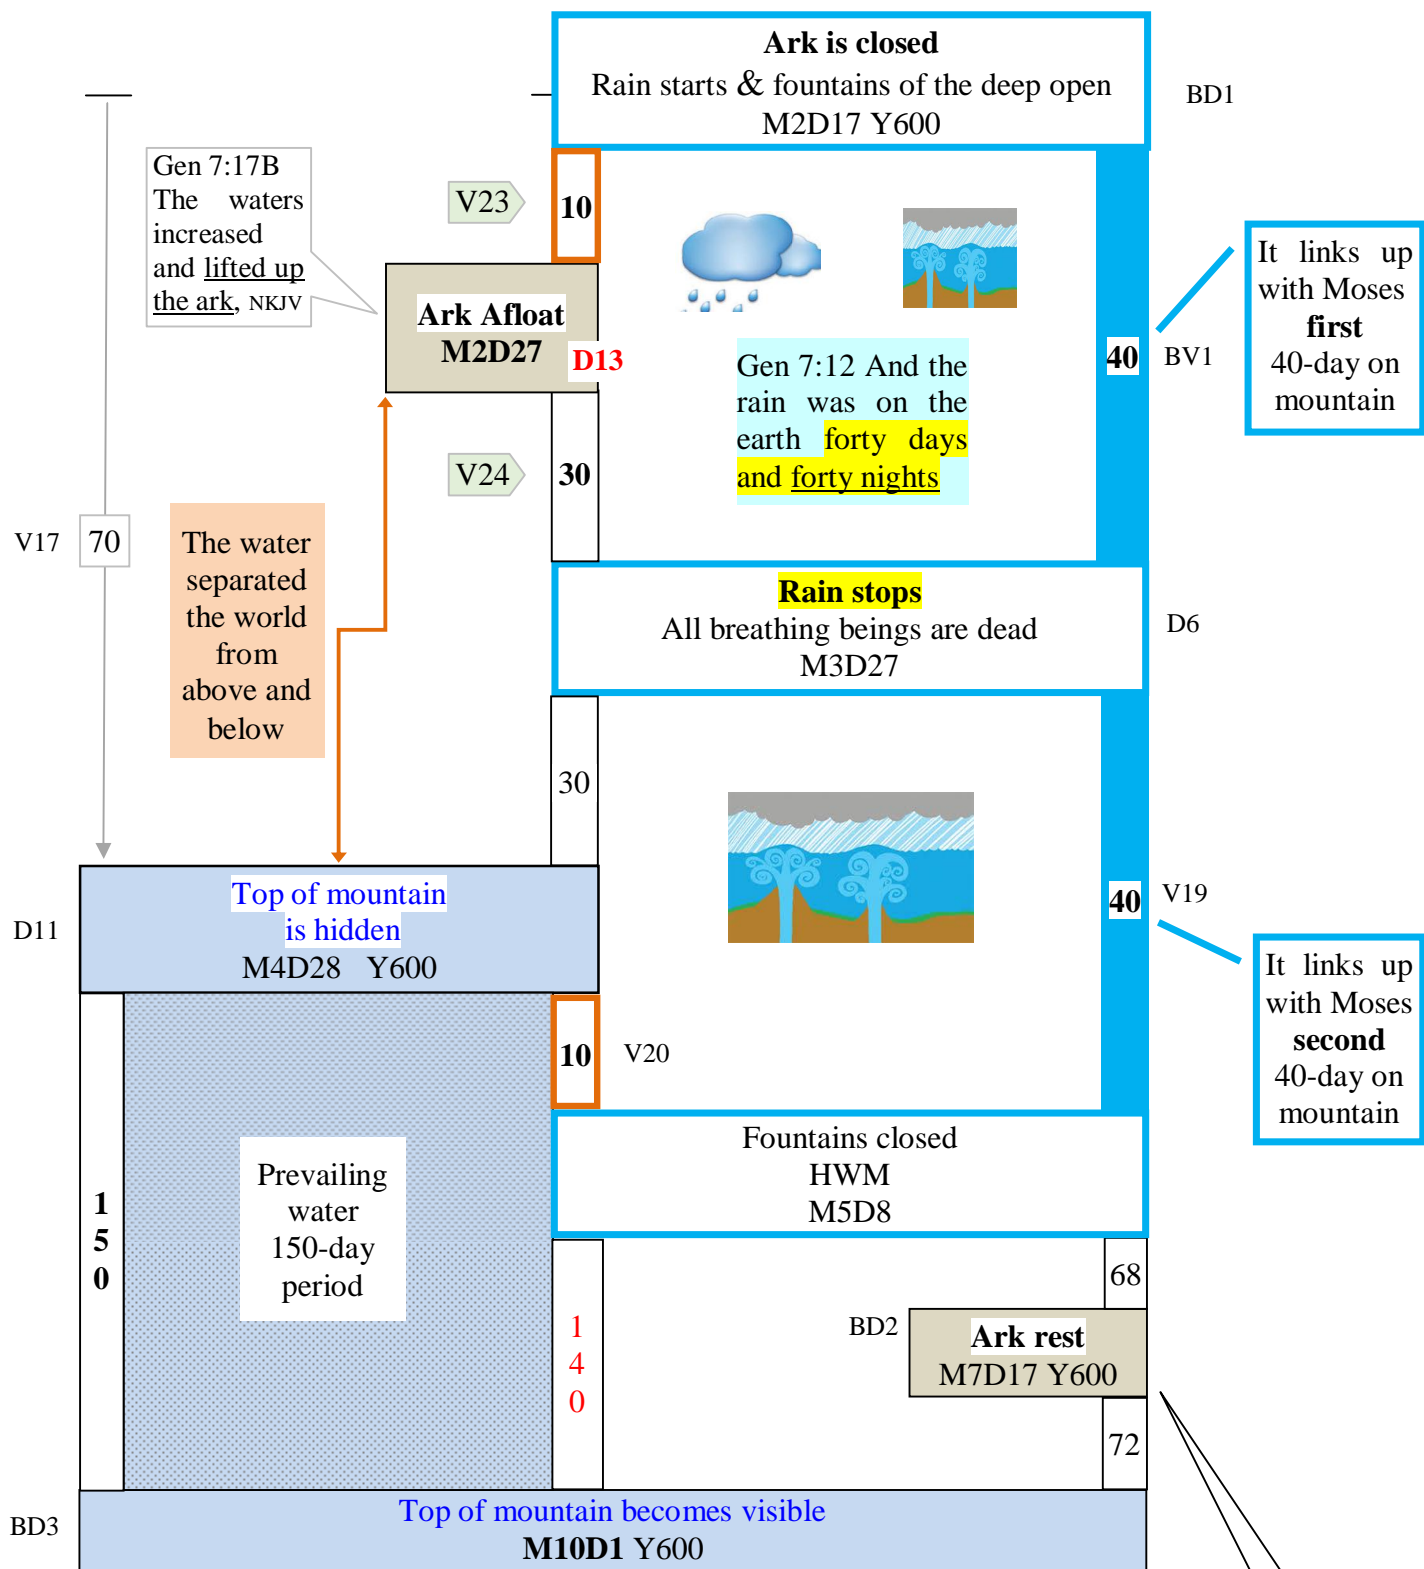 Ark is closed
Rain starts & fountains of the deep open
M2D17 Y600
BD1
Gen 7:17B
The waters
increased
and lifted up
the ark, NKJV
V23
10
Ark Afloat
M2D27
D13
Gen 7:12 And the
rain was on the
earth forty days
and forty nights
40
BV1
It links up
with Moses
first
40-day on
mountain
V24
30
V17
70
The water
separated
the world
from
above and
below
Rain stops
All breathing beings are dead
M3D27
D6
30
40
V19
D11
Top of mountain
is hidden
M4D28 Y600
It links up
with Moses
second
40-day on
mountain
10
V20
Fountains closed
HWM
M5D8
1
5
0
Prevailing
water
150-day
period
1
4
0
68
BD2
Ark rest
M7D17 Y600
72
BD3
Top of mountain becomes visible
M10D1 Y600